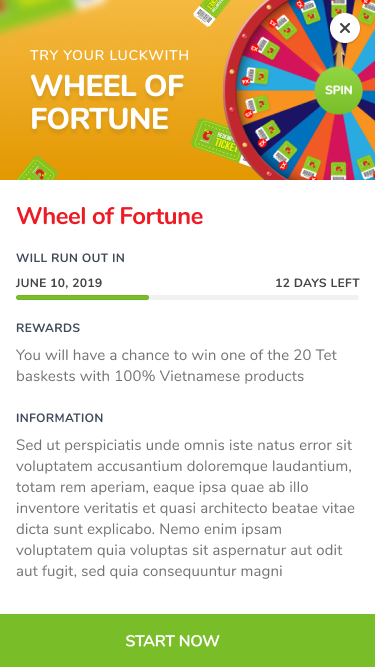 TRY YOUR LUCKWITH
WHEEL OF
FORTUNE
SPIN
TICKET
Wheel of Fortune
WILL RUN OUT IN
JUNE 10, 2019
12 DAYS LEFT
REWARDS
You will have a chance to win one of the 20 Tet
baskests with 100% Vietnamese products
INFORMATION
Sed ut perspiciatis unde omnis iste natus error sit
voluptatem accusantium doloremque laudantium,
totam rem aperiam, eaque ipsa quae ab illo
inventore veritatis et quasi architecto beatae vitae
dicta sunt explicabo. Nemo enim ipsam
voluptatem quia voluptas sit aspernatur aut odit
aut fugit, sed quia consequuntur magni
START NOW